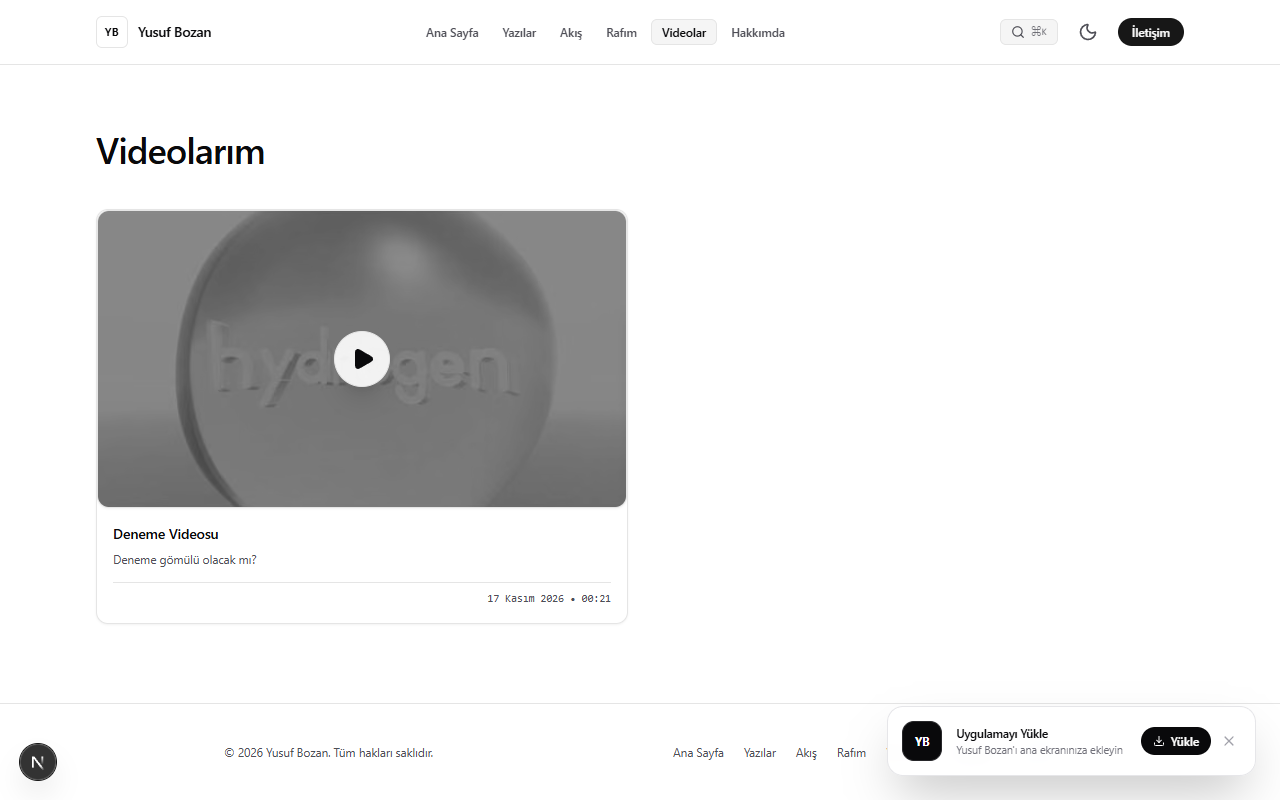 YB
Yusuf Bozan
Ana Sayfa
Yazılar
Akış
Rafım
Videolar
Hakkımda
⌘K
İletişim
Videolarım
hyd gen
Deneme Videosu
Deneme gömülü olacak mı?
17 Kasım 2026 • 00:21
© 2026 Yusuf Bozan. Tüm hakları saklıdır.
Ana Sayfa
Yazılar
Akış
Rafım
N
YB
Uygulamayı Yükle
Yusuf Bozan'ı ana ekranınıza ekleyin
Yükle